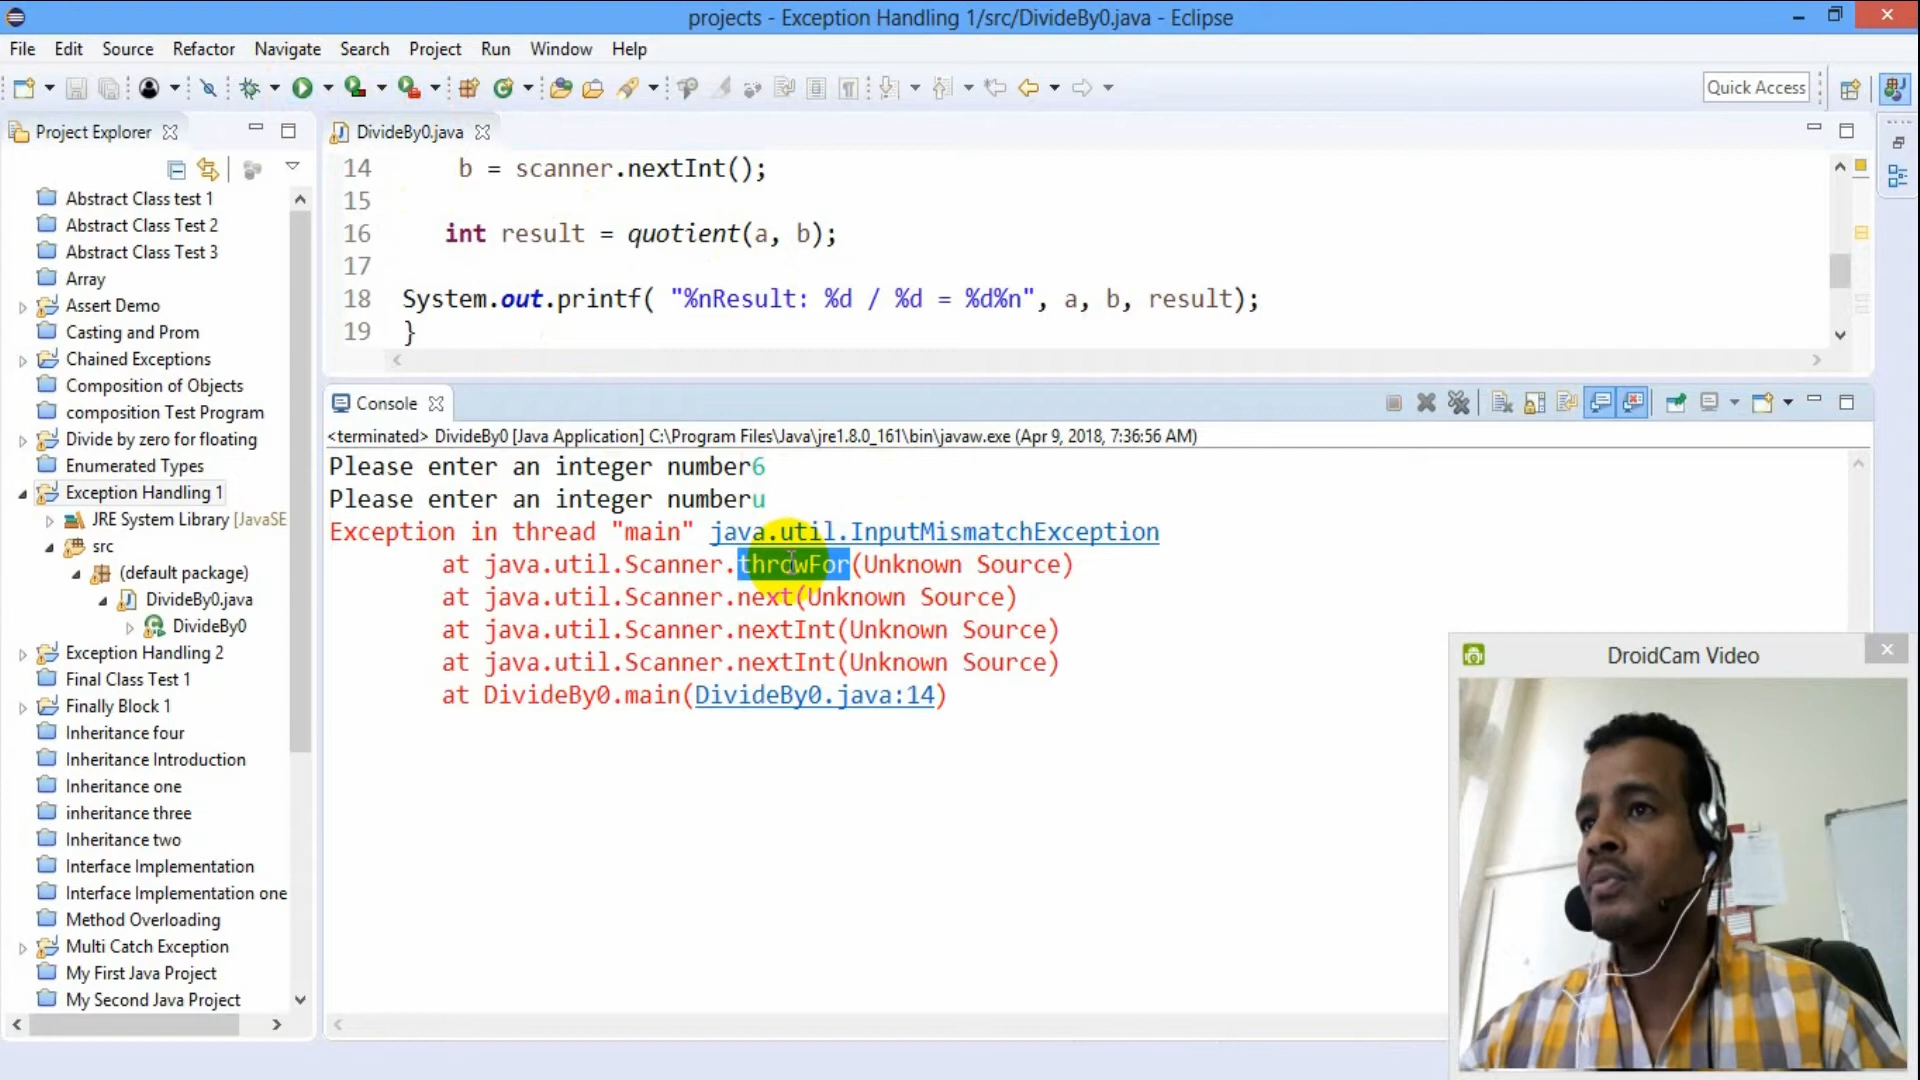 projects - Exception Handling 1/src/DivideBy0.java - Eclipse
File Edit Source Refactor Navigate Search Project Run Window Help
Quick Access
Project Explorer
Abstract Class test 1
Abstract Class Test 2
Abstract Class Test 3
Array
Assert Demo
Casting and Prom
Chained Exceptions
Composition of Objects
composition Test Program
Divide by zero for floating
Enumerated Types
Exception Handling 1
JRE System Library [JavaSE
src
(default package)
DivideBy0.java
DivideBy0
Exception Handling 2
Final Class Test 1
Finally Block 1
Inheritance four
Inheritance Introduction
Inheritance one
inheritance three
Inheritance two
Interface Implementation
Interface Implementation one
Method Overloading
Multi Catch Exception
My First Java Project
My Second Java Project
DivideBy0.java
14 b = scanner.nextInt();
15
16 int result = quotient(a, b);
17
18 System.out.printf( "%nResult: %d / %d = %d%n", a, b, result);
19 }
Console
<terminated> DivideBy0 [Java Application] C:\Program Files\Java\jre1.8.0_161\bin\javaw.exe (Apr 9, 2018, 7:36:56 AM)
Please enter an integer number6
Please enter an integer numberu
Exception in thread "main" java.util.InputMismatchException
at java.util.Scanner.throwFor(Unknown Source)
at java.util.Scanner.next(Unknown Source)
at java.util.Scanner.nextInt(Unknown Source)
at java.util.Scanner.nextInt(Unknown Source)
at DivideBy0.main(DivideBy0.java:14)
DroidCam Video